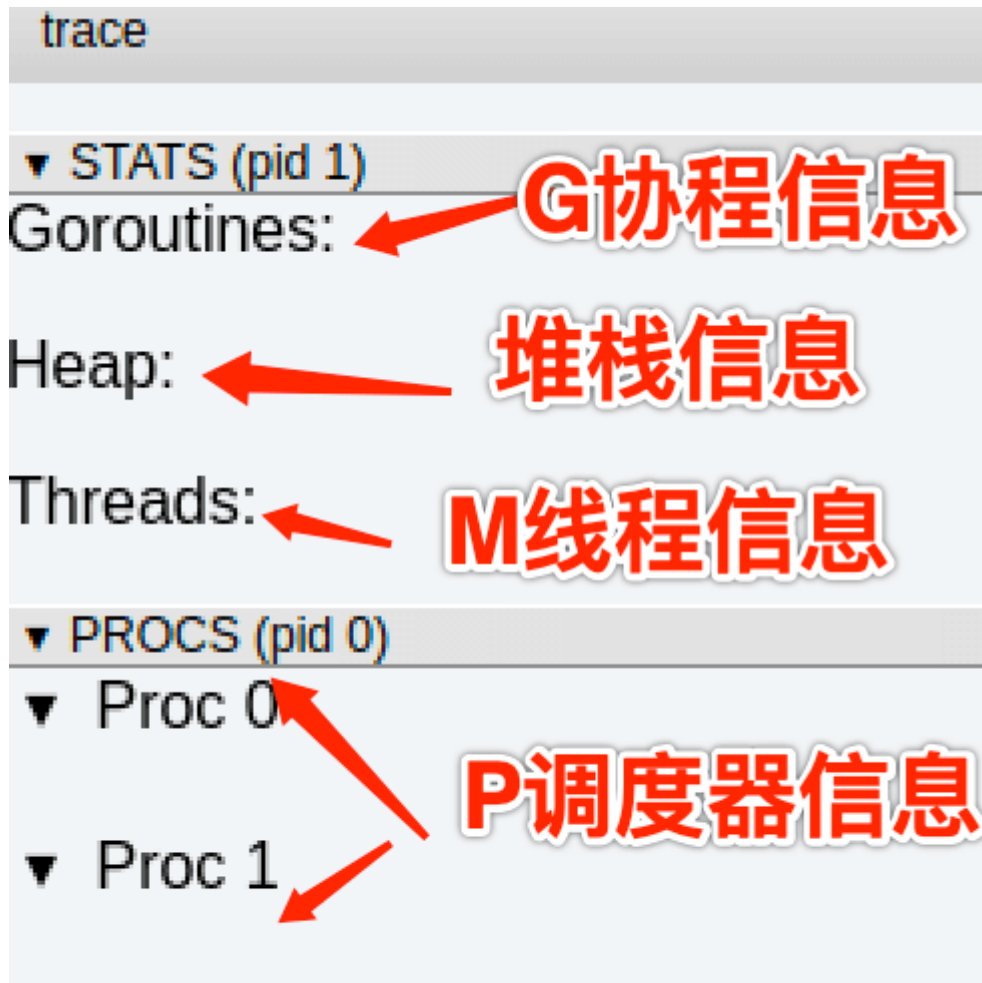 trace
▼ STATS (pid 1)
G协程信息
Goroutines:
堆栈信息
Heap:
Threads:
M线程信息
▼ PROCS (pid 0)
▼ Proc 0
P调度器信息
▼ Proc 1